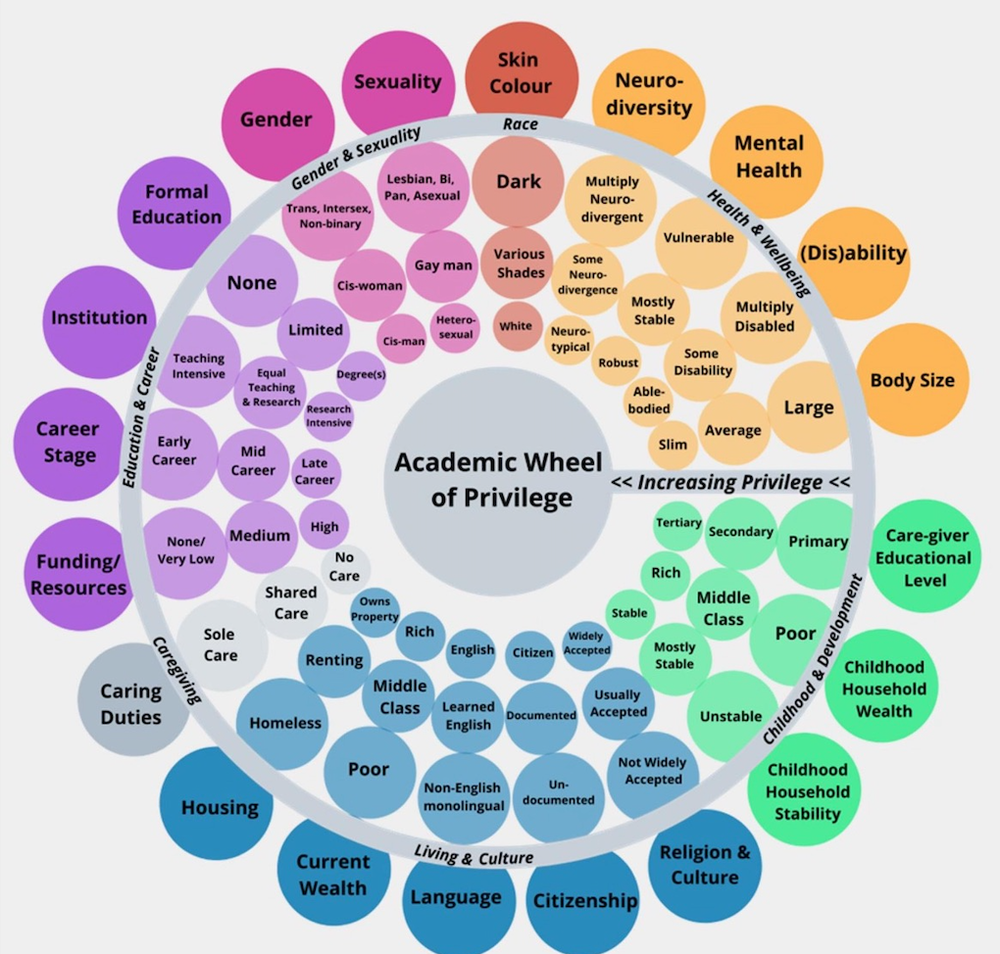 Academic Wheel
of Privilege
<< Increasing Privilege <<
Race
Skin
Colour
Dark
Various
Shades
White
Health & Wellbeing
Neuro-
diversity
Multiply
Neuro-
divergent
Some
Neuro-
divergence
Neuro-
typical
Mental
Health
Vulnerable
Mostly
Stable
Robust
(Dis)ability
Multiply
Disabled
Some
Disability
Able-
bodied
Body Size
Large
Average
Slim
Childhood & Development
Care-giver
Educational
Level
Primary
Secondary
Tertiary
Childhood
Household
Wealth
Poor
Middle
Class
Rich
Childhood
Household
Stability
Unstable
Mostly
Stable
Stable
Living & Culture
Religion &
Culture
Not Widely
Accepted
Usually
Accepted
Widely
Accepted
Citizenship
Un-
documented
Documented
Citizen
Language
Non-English
monolingual
Learned
English
English
Current
Wealth
Poor
Middle
Class
Rich
Housing
Homeless
Renting
Owns
Property
Caregiving
Caring
Duties
Sole
Care
Shared
Care
No
Care
Education & Career
Funding/
Resources
None/
Very Low
Medium
High
Career
Stage
Early
Career
Mid
Career
Late
Career
Institution
Teaching
Intensive
Equal
Teaching
& Research
Research
Intensive
Formal
Education
None
Limited
Degree(s)
Gender & Sexuality
Gender
Trans, Intersex,
Non-binary
Cis-woman
Cis-man
Sexuality
Lesbian, Bi,
Pan, Asexual
Gay man
Hetero-
sexual